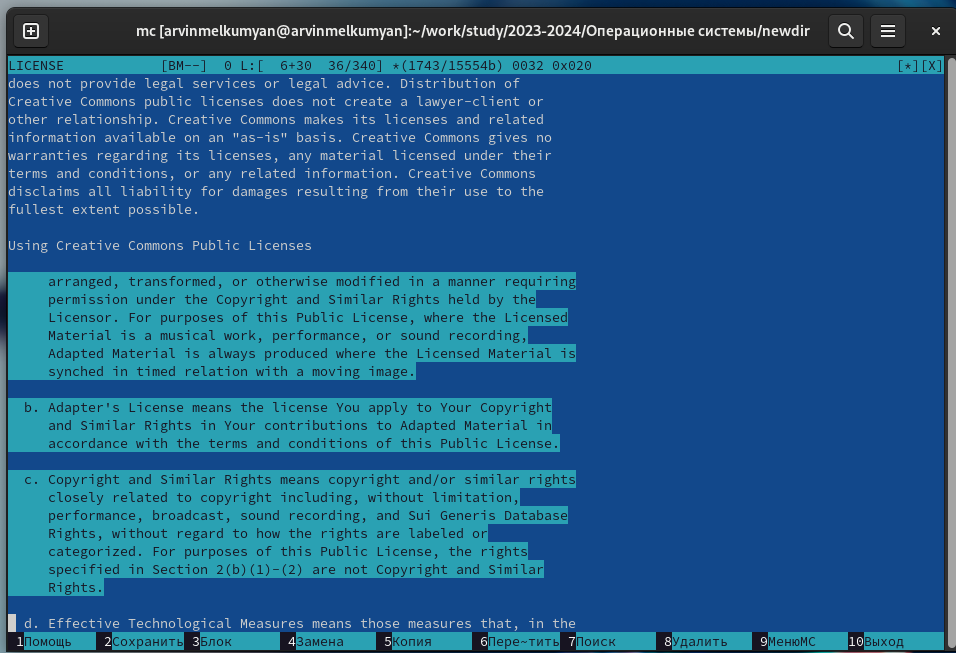 mc [arvinmelkumyan@arvinmelkumyan]:~/work/study/2023-2024/Операционные системы/newdir
LICENSE [BM--] 0 L:[ 6+30 36/340] *(1743/15554b) 0032 0x020 [*][X]
does not provide legal services or legal advice. Distribution of
Creative Commons public licenses does not create a lawyer-client or
other relationship. Creative Commons makes its licenses and related
information available on an "as-is" basis. Creative Commons gives no
warranties regarding its licenses, any material licensed under their
terms and conditions, or any related information. Creative Commons
disclaims all liability for damages resulting from their use to the
fullest extent possible.
Using Creative Commons Public Licenses
arranged, transformed, or otherwise modified in a manner requiring
permission under the Copyright and Similar Rights held by the
Licensor. For purposes of this Public License, where the Licensed
Material is a musical work, performance, or sound recording,
Adapted Material is always produced where the Licensed Material is
synched in timed relation with a moving image.
b. Adapter's License means the license You apply to Your Copyright
and Similar Rights in Your contributions to Adapted Material in
accordance with the terms and conditions of this Public License.
c. Copyright and Similar Rights means copyright and/or similar rights
closely related to copyright including, without limitation,
performance, broadcast, sound recording, and Sui Generis Database
Rights, without regard to how the rights are labeled or
categorized. For purposes of this Public License, the rights
specified in Section 2(b)(1)-(2) are not Copyright and Similar
Rights.
d. Effective Technological Measures means those measures that, in the
1Помощь 2Сохранить 3Блок 4Замена 5Копия 6Пере~тить 7Поиск 8Удалить 9МенюМС 10Выход